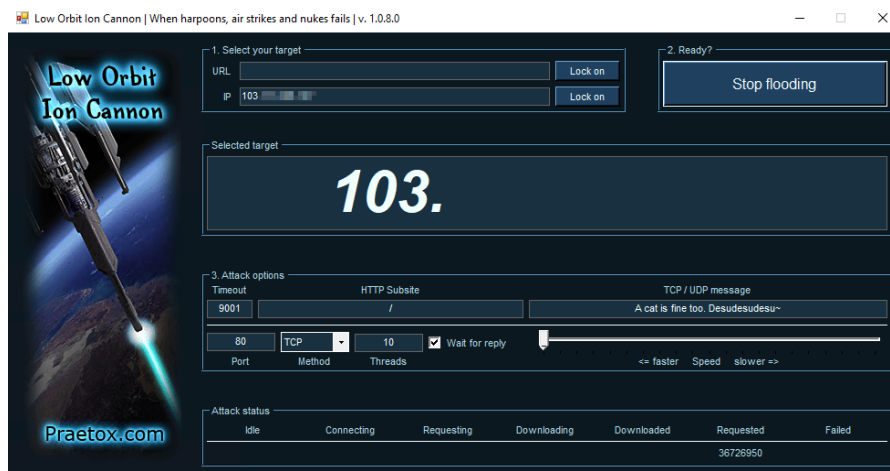 Low Orbit Ion Cannon | When harpoons, air strikes and nukes fails | v. 1.0.8.0
Low Orbit
Ion Cannon
Praetox.com
1. Select your target
URL
Lock on
IP
103
Lock on
2. Ready?
Stop flooding
Selected target
103.
3. Attack options
Timeout
HTTP Subsite
TCP / UDP message
9001
/
A cat is fine too. Desudesudesu~
80
TCP
10
Wait for reply
Port
Method
Threads
<= faster Speed slower =>
Attack status
Idle Connecting Requesting Downloading Downloaded Requested Failed
36726950